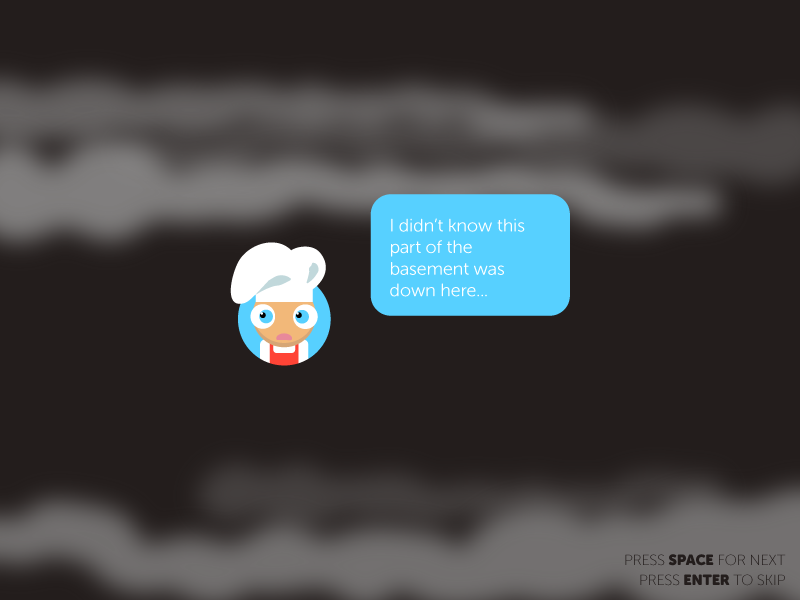 I didn't know this
part of the
basement was
down here...
PRESS SPACE FOR NEXT
PRESS ENTER TO SKIP